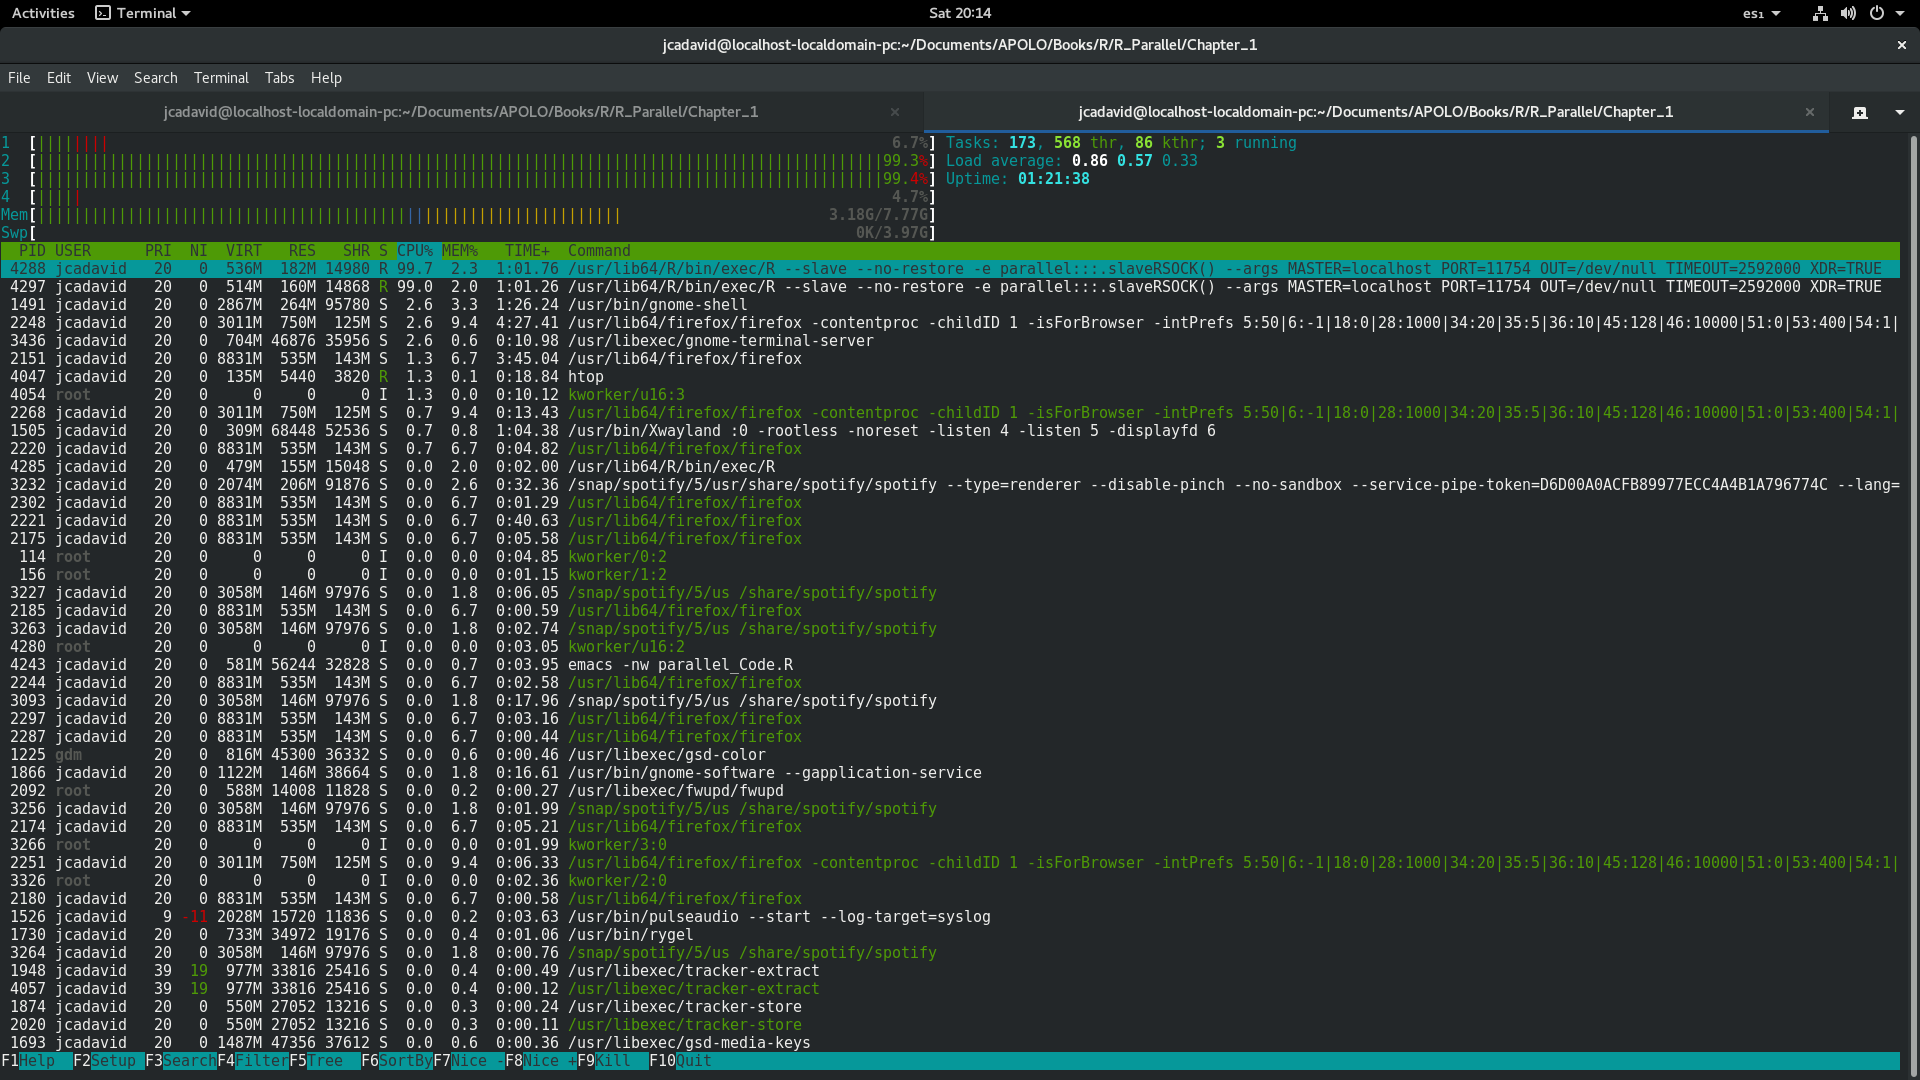 Activities Terminal Sat 20:14 es1
jcadavid@localhost-localdomain-pc:~/Documents/APOLO/Books/R/R_Parallel/Chapter_1
File Edit View Search Terminal Tabs Help
jcadavid@localhost-localdomain-pc:~/Documents/APOLO/Books/R/R_Parallel/Chapter_1 jcadavid@localhost-localdomain-pc:~/Documents/APOLO/Books/R/R_Parallel/Chapter_1
1 [|||||||| 6.7%] Tasks: 173, 568 thr, 86 kthr; 3 running
2 [||||||||||||||||||||||||||||||||||||||||||||||||||||||||||||||||||||||||||||||||||||||||||||||99.3%] Load average: 0.86 0.57 0.33
3 [||||||||||||||||||||||||||||||||||||||||||||||||||||||||||||||||||||||||||||||||||||||||||||||99.4%] Uptime: 01:21:38
4 [||||| 4.7%]
Mem[||||||||||||||||||||||||||||||||||||||||||||||||||||||||||||||||| 3.18G/7.77G]
Swp[ 0K/3.97G]
PID USER PRI NI VIRT RES SHR S CPU% MEM% TIME+ Command
4288 jcadavid 20 0 536M 182M 14980 R 99.7 2.3 1:01.76 /usr/lib64/R/bin/exec/R --slave --no-restore -e parallel:::.slaveRSOCK() --args MASTER=localhost PORT=11754 OUT=/dev/null TIMEOUT=2592000 XDR=TRUE
4297 jcadavid 20 0 514M 160M 14868 R 99.0 2.0 1:01.26 /usr/lib64/R/bin/exec/R --slave --no-restore -e parallel:::.slaveRSOCK() --args MASTER=localhost PORT=11754 OUT=/dev/null TIMEOUT=2592000 XDR=TRUE
1491 jcadavid 20 0 2867M 264M 95780 S 2.6 3.3 1:26.24 /usr/bin/gnome-shell
2248 jcadavid 20 0 3011M 750M 125M S 2.6 9.4 4:27.41 /usr/lib64/firefox/firefox -contentproc -childID 1 -isForBrowser -intPrefs 5:50|6:-1|18:0|28:1000|34:20|35:5|36:10|45:128|46:10000|51:0|53:400|54:1|
3436 jcadavid 20 0 704M 46876 35956 S 2.6 0.6 0:10.98 /usr/libexec/gnome-terminal-server
2151 jcadavid 20 0 8831M 535M 143M S 1.3 6.7 3:45.04 /usr/lib64/firefox/firefox
4047 jcadavid 20 0 135M 5440 3820 R 1.3 0.1 0:18.84 htop
4054 root 20 0 0 0 0 I 1.3 0.0 0:10.12 kworker/u16:3
2268 jcadavid 20 0 3011M 750M 125M S 0.7 9.4 0:13.43 /usr/lib64/firefox/firefox -contentproc -childID 1 -isForBrowser -intPrefs 5:50|6:-1|18:0|28:1000|34:20|35:5|36:10|45:128|46:10000|51:0|53:400|54:1|
1505 jcadavid 20 0 309M 68448 52536 S 0.7 0.8 1:04.38 /usr/bin/Xwayland :0 -rootless -noreset -listen 4 -listen 5 -displayfd 6
2220 jcadavid 20 0 8831M 535M 143M S 0.7 6.7 0:04.82 /usr/lib64/firefox/firefox
4285 jcadavid 20 0 479M 155M 15048 S 0.0 2.0 0:02.00 /usr/lib64/R/bin/exec/R
3232 jcadavid 20 0 2074M 206M 91876 S 0.0 2.6 0:32.36 /snap/spotify/5/usr/share/spotify/spotify --type=renderer --disable-pinch --no-sandbox --service-pipe-token=D6D00A0ACFB89977ECC4A4B1A796774C --lang=
2302 jcadavid 20 0 8831M 535M 143M S 0.0 6.7 0:01.29 /usr/lib64/firefox/firefox
2221 jcadavid 20 0 8831M 535M 143M S 0.0 6.7 0:40.63 /usr/lib64/firefox/firefox
2175 jcadavid 20 0 8831M 535M 143M S 0.0 6.7 0:05.58 /usr/lib64/firefox/firefox
114 root 20 0 0 0 0 I 0.0 0.0 0:04.85 kworker/0:2
156 root 20 0 0 0 0 I 0.0 0.0 0:01.15 kworker/1:2
3227 jcadavid 20 0 3058M 146M 97976 S 0.0 1.8 0:06.05 /snap/spotify/5/us /share/spotify/spotify
2185 jcadavid 20 0 8831M 535M 143M S 0.0 6.7 0:00.59 /usr/lib64/firefox/firefox
3263 jcadavid 20 0 3058M 146M 97976 S 0.0 1.8 0:02.74 /snap/spotify/5/us /share/spotify/spotify
4280 root 20 0 0 0 0 I 0.0 0.0 0:03.05 kworker/u16:2
4243 jcadavid 20 0 581M 56244 32828 S 0.0 0.7 0:03.95 emacs -nw parallel_Code.R
2244 jcadavid 20 0 8831M 535M 143M S 0.0 6.7 0:02.58 /usr/lib64/firefox/firefox
3093 jcadavid 20 0 3058M 146M 97976 S 0.0 1.8 0:17.96 /snap/spotify/5/us /share/spotify/spotify
2297 jcadavid 20 0 8831M 535M 143M S 0.0 6.7 0:03.16 /usr/lib64/firefox/firefox
2287 jcadavid 20 0 8831M 535M 143M S 0.0 6.7 0:00.44 /usr/lib64/firefox/firefox
1225 gdm 20 0 816M 45300 36332 S 0.0 0.6 0:00.46 /usr/libexec/gsd-color
1866 jcadavid 20 0 1122M 146M 38664 S 0.0 1.8 0:16.61 /usr/bin/gnome-software --gapplication-service
2092 root 20 0 588M 14008 11828 S 0.0 0.2 0:00.27 /usr/libexec/fwupd/fwupd
3256 jcadavid 20 0 3058M 146M 97976 S 0.0 1.8 0:01.99 /snap/spotify/5/us /share/spotify/spotify
2174 jcadavid 20 0 8831M 535M 143M S 0.0 6.7 0:05.21 /usr/lib64/firefox/firefox
3266 root 20 0 0 0 0 I 0.0 0.0 0:01.99 kworker/3:0
2251 jcadavid 20 0 3011M 750M 125M S 0.0 9.4 0:06.33 /usr/lib64/firefox/firefox -contentproc -childID 1 -isForBrowser -intPrefs 5:50|6:-1|18:0|28:1000|34:20|35:5|36:10|45:128|46:10000|51:0|53:400|54:1|
3326 root 20 0 0 0 0 I 0.0 0.0 0:02.36 kworker/2:0
2180 jcadavid 20 0 8831M 535M 143M S 0.0 6.7 0:00.58 /usr/lib64/firefox/firefox
1526 jcadavid 9 -11 2028M 15720 11836 S 0.0 0.2 0:03.63 /usr/bin/pulseaudio --start --log-target=syslog
1730 jcadavid 20 0 733M 34972 19176 S 0.0 0.4 0:01.06 /usr/bin/rygel
3264 jcadavid 20 0 3058M 146M 97976 S 0.0 1.8 0:00.76 /snap/spotify/5/us /share/spotify/spotify
1948 jcadavid 39 19 977M 33816 25416 S 0.0 0.4 0:00.49 /usr/libexec/tracker-extract
4057 jcadavid 39 19 977M 33816 25416 S 0.0 0.4 0:00.12 /usr/libexec/tracker-extract
1874 jcadavid 20 0 550M 27052 13216 S 0.0 0.3 0:00.24 /usr/libexec/tracker-store
2020 jcadavid 20 0 550M 27052 13216 S 0.0 0.3 0:00.11 /usr/libexec/tracker-store
1693 jcadavid 20 0 1487M 47356 37612 S 0.0 0.6 0:00.36 /usr/libexec/gsd-media-keys
F1Help F2Setup F3SearchF4FilterF5Tree F6SortByF7Nice -F8Nice +F9Kill F10Quit